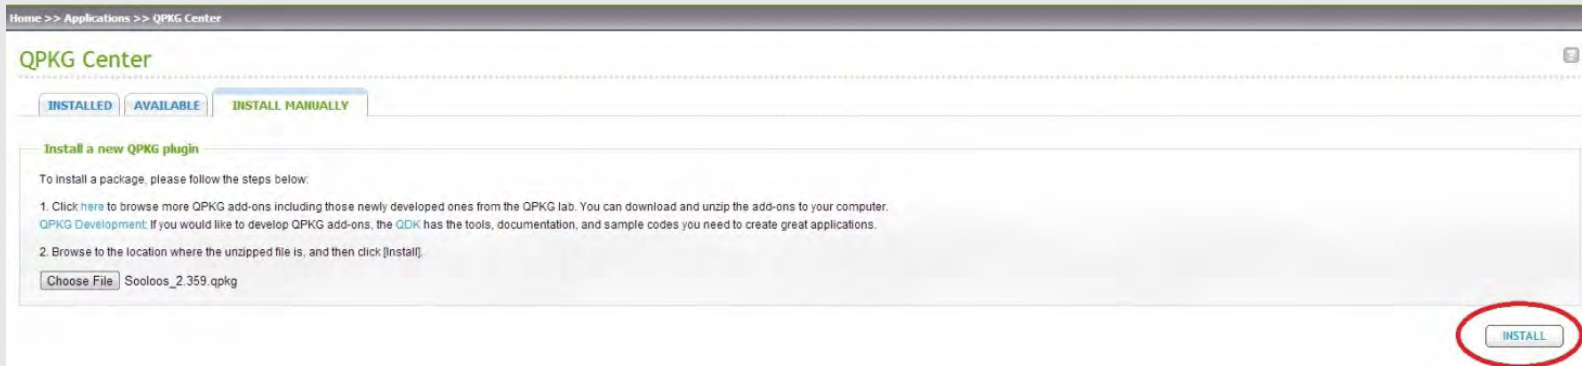 Home >> Applications >> QPKG Center
QPKG Center
INSTALLED AVAILABLE INSTALL MANUALLY
Install a new QPKG plugin
To install a package, please follow the steps below:
1. Click here to browse more QPKG add-ons including those newly developed ones from the QPKG lab. You can download and unzip the add-ons to your computer.
QPKG Development: If you would like to develop QPKG add-ons, the QDK has the tools, documentation, and sample codes you need to create great applications.
2. Browse to the location where the unzipped file is, and then click [Install].
Choose File Sooloos_2.359.qpkg
INSTALL